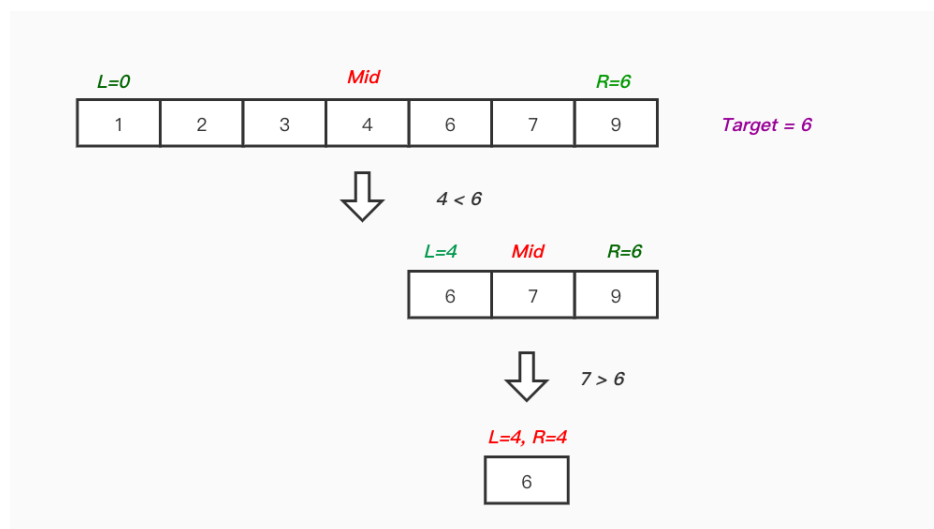 L=0 Mid R=6
1 2 3 4 6 7 9 Target = 6
4 < 6
L=4 Mid R=6
6 7 9
7 > 6
L=4, R=4
6